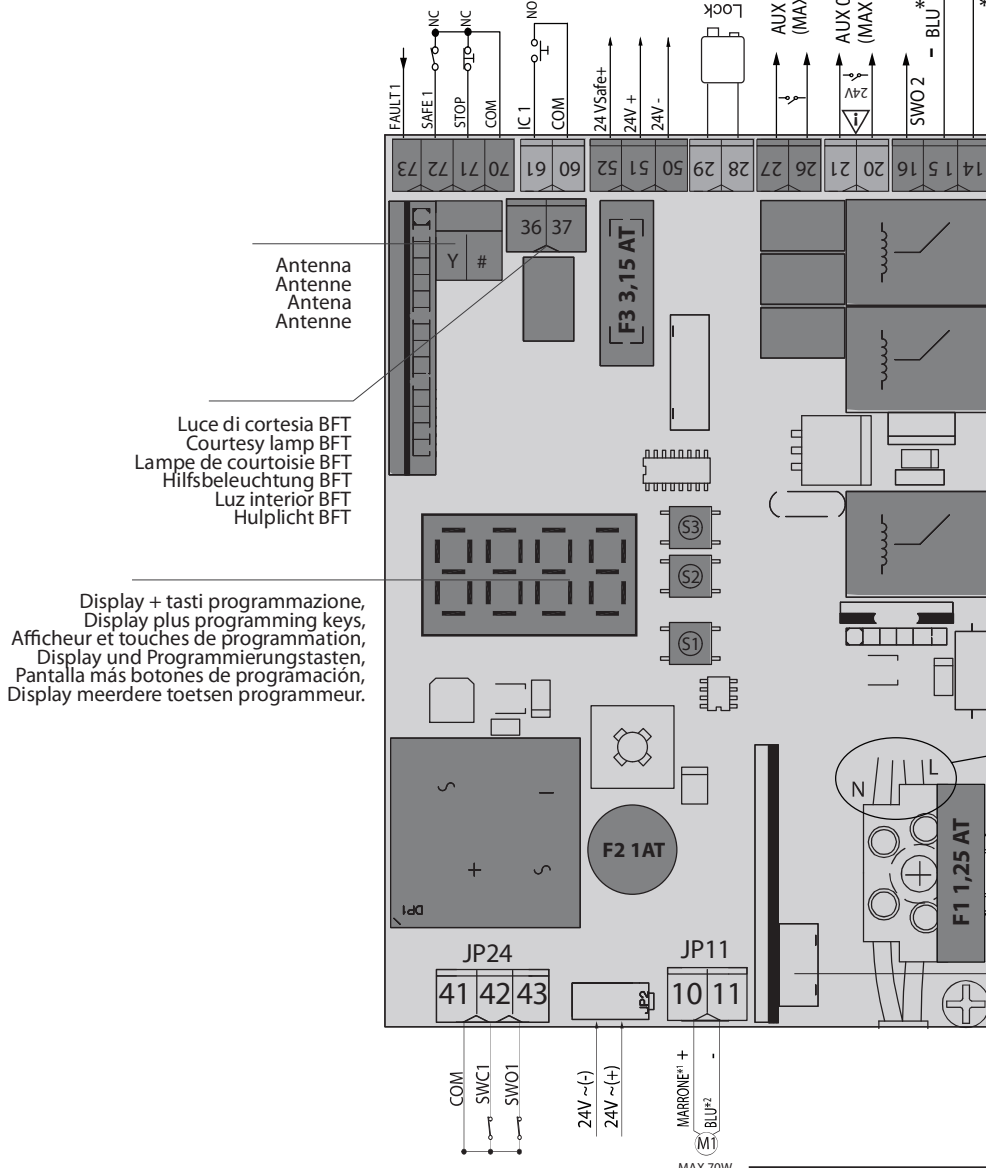 NC
NC
NO
Lock
AUX
(MAX
AUX 0
(MAX
24V
SWO 2
- BLU *
*
FAULT 1
SAFE 1
STOP
COM
IC 1
COM
24 VSafe+
24V +
24V -
73 72 71 70
61 60
52 51 50
29 28
27 26
21 20
16 15 14
Y #
36 37
F3 3,15 AT
Antenna
Antenne
Antena
Antenne
Luce di cortesia BFT
Courtesy lamp BFT
Lampe de courtoisie BFT
Hilfsbeleuchtung BFT
Luz interior BFT
Hulplicht BFT
S3
S2
S1
Display + tasti programmazione,
Display plus programming keys,
Afficheur et touches de programmation,
Display und Programmierungstasten,
Pantalla más botones de programación,
Display meerdere toetsen programmeur.
N L
F2 1AT
F1 1,25 AT
DP1
JP24
41 42 43
JP2
JP11
10 11
COM
SWC1
SWO1
24V ~(-)
24V ~(+)
MARRONE*1 +
BLU*2 -
M1
MAX 70W